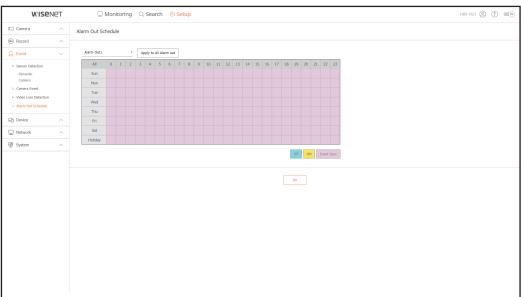 WISENET
Monitoring Search Setup
Camera
Record
Event
Sensor Detection
Recorder
Camera
Camera Event
Video Loss Detection
Alarm Out Schedule
Device
Network
System
Alarm Out Schedule
Alarm Out1 Apply to All Alarm out
All 0 1 2 3 4 5 6 7 8 9 10 11 12 13 14 15 16 17 18 19 20 21 22 23
Sun
Mon
Tue
Wed
Thu
Fri
Sat
Holiday
Off On Event Sync
OK